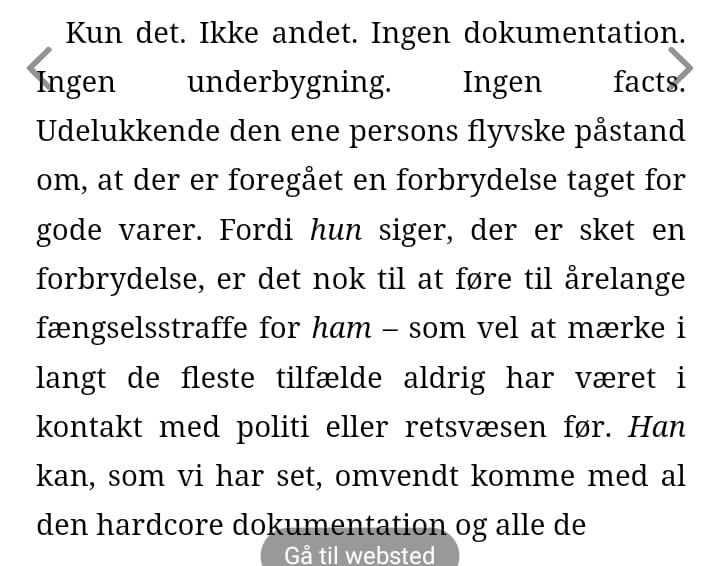 Kun det. Ikke andet. Ingen dokumentation.
Ingen underbygning. Ingen facts.
Udelukkende den ene persons flyvske påstand
om, at der er foregået en forbrydelse taget for
gode varer. Fordi hun siger, der er sket en
forbrydelse, er det nok til at føre til årelange
fængselsstraffe for ham – som vel at mærke i
langt de fleste tilfælde aldrig har været i
kontakt med politi eller retsvæsen før. Han
kan, som vi har set, omvendt komme med al
den hardcore dokumentation og alle de
Gå til websted